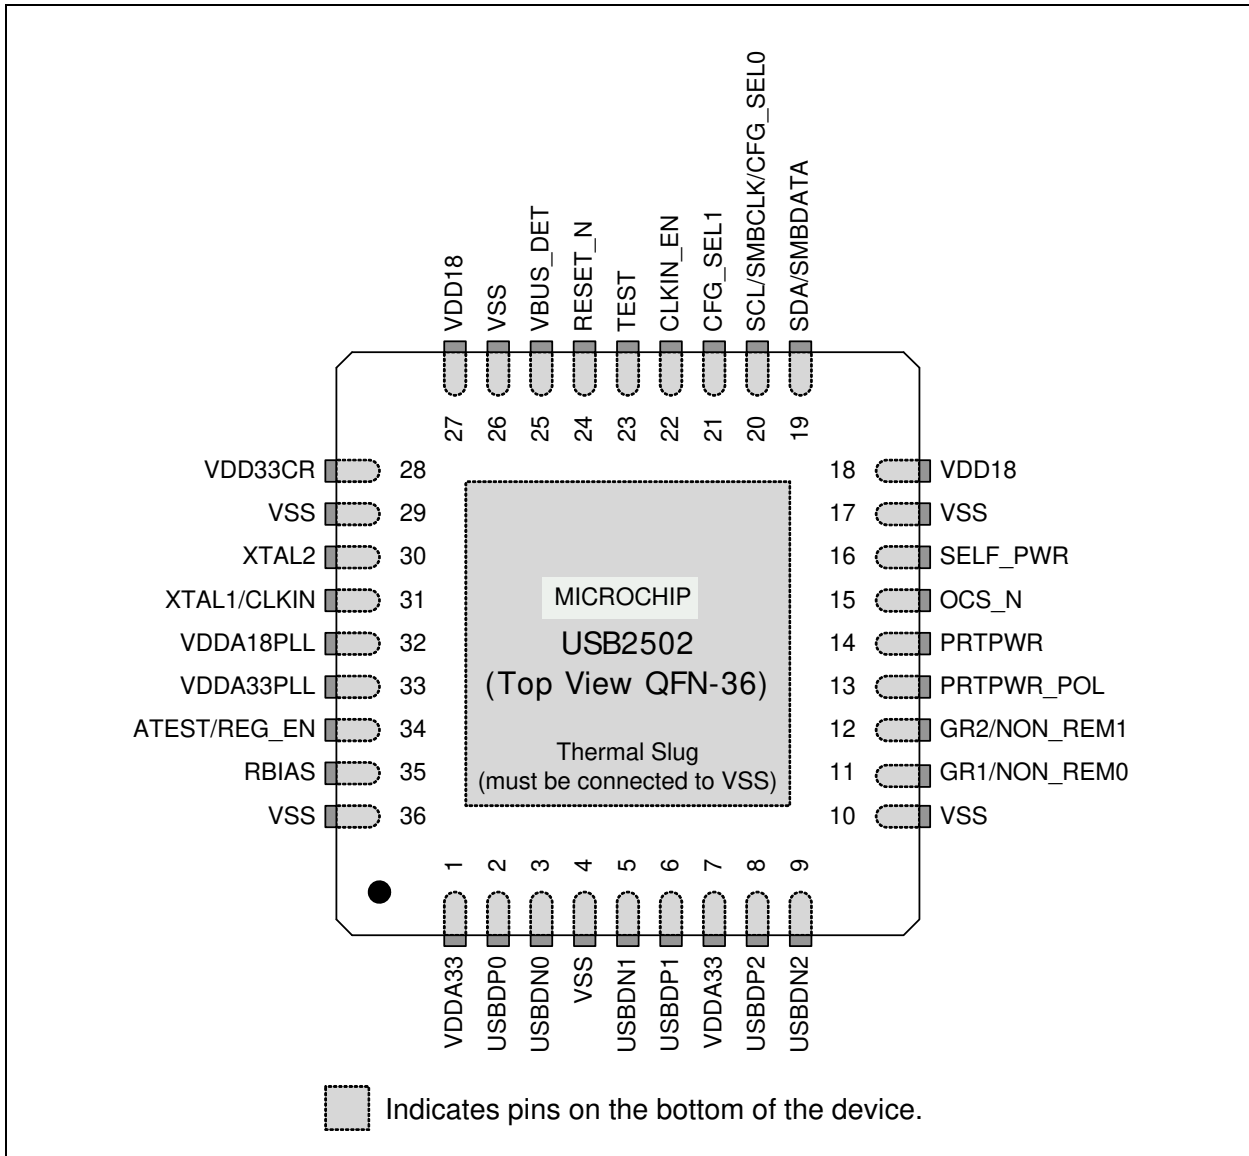 VDD18
VSS
VBUS_DET
RESET_N
TEST
CLKIN_EN
CFG_SEL1
SCL/SMBCLK/CFG_SEL0
SDA/SMBDATA
27
26
25
24
23
22
21
20
19
VDD33CR 28
VSS 29
XTAL2 30
XTAL1/CLKIN 31
VDDA18PLL 32
VDDA33PLL 33
ATEST/REG_EN 34
RBIAS 35
VSS 36
MICROCHIP
USB2502
(Top View QFN-36)
Thermal Slug
(must be connected to VSS)
18 VDD18
17 VSS
16 SELF_PWR
15 OCS_N
14 PRTPWR
13 PRTPWR_POL
12 GR2/NON_REM1
11 GR1/NON_REM0
10 VSS
1
2
3
4
5
6
7
8
9
VDDA33
USBDP0
USBDN0
VSS
USBDN1
USBDP1
VDDA33
USBDP2
USBDN2
Indicates pins on the bottom of the device.